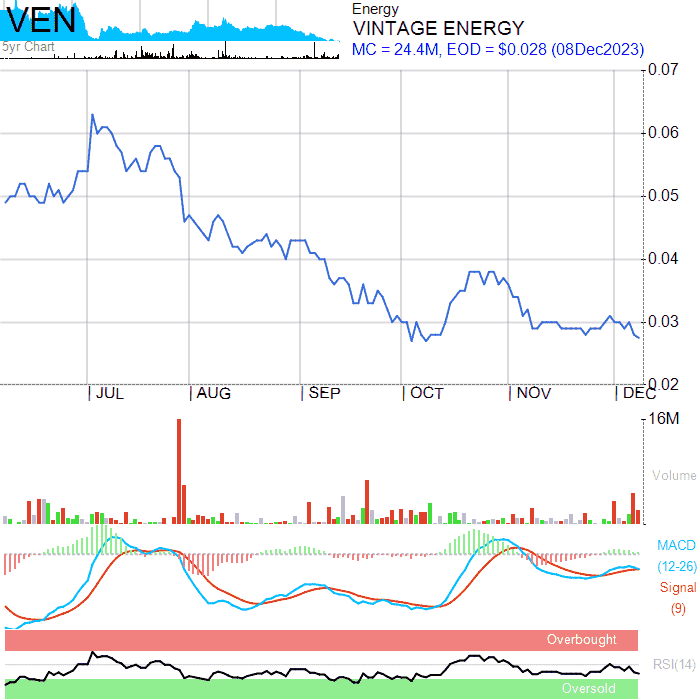 VEN
5yr Chart
Energy
VINTAGE ENERGY
MC = 24.4M, EOD = $0.028 (08Dec2023)
0.07
0.06
0.05
0.04
0.03
0.02
JUL AUG SEP OCT NOV DEC
16M
Volume
MACD
(12-26)
Signal
(9)
Overbought
RSI(14)
Oversold